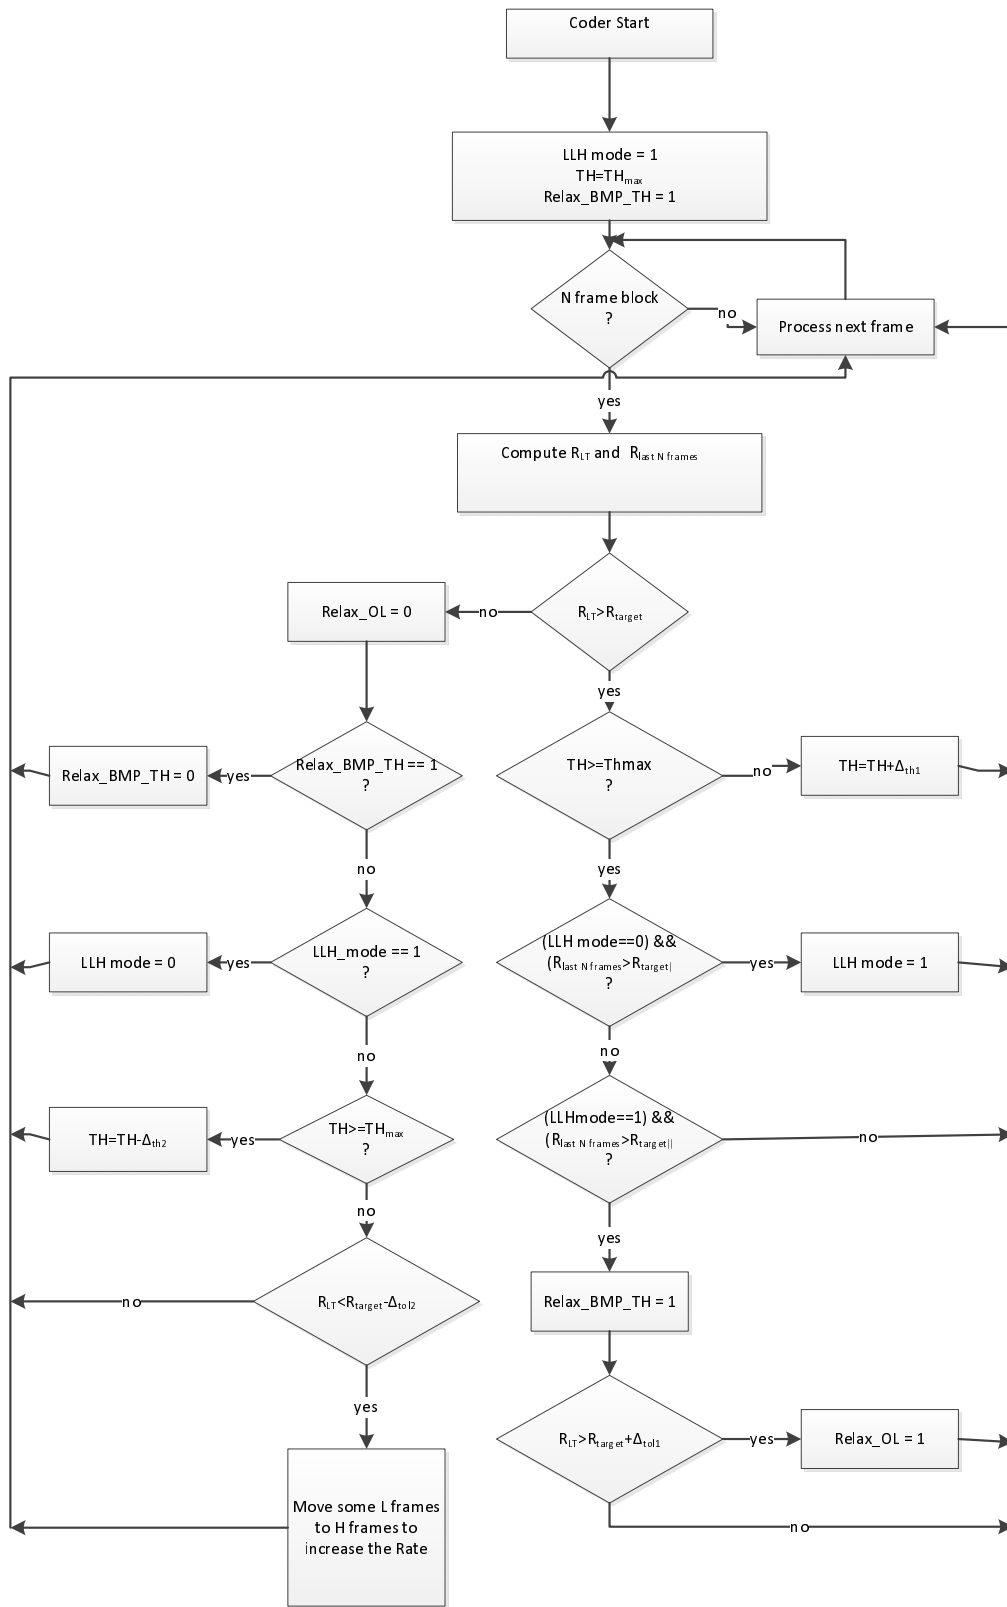 Coder Start
LLH mode = 1
TH=THmax
Relax_BMP_TH = 1
N frame block
?
no
Process next frame
yes
Compute RLT and Rlast N frames
Relax_OL = 0
no
RLT>Rtarget
yes
Relax_BMP_TH = 0
yes
Relax_BMP_TH == 1
?
TH>=Thmax
?
no
TH=TH+Δth1
no
yes
LLH mode = 0
yes
LLH_mode == 1
?
(LLH mode==0) &&
(Rlast N frames>Rtarget|
?
yes
LLH mode = 1
no
no
TH=TH-Δth2
yes
TH>=THmax
?
(LLHmode==1) &&
(Rlast N frames>Rtarget||
?
no
no
yes
no
RLT<Rtarget-Δtol2
Relax_BMP_TH = 1
yes
RLT>Rtarget+Δtol1
yes
Relax_OL = 1
Move some L frames
to H frames to
increase the Rate
no